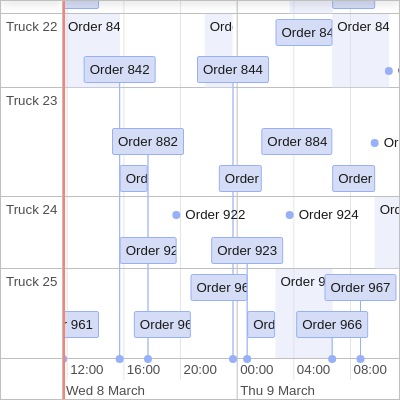 Truck 22
Order 84
Ord
Order 84
Order 84
Order 842
Order 844
Truck 23
Order 882
Order 884
Or
Ord
Order
Order
Truck 24
Order 922
Order 924
Ord
Order 92
Order 923
Truck 25
Order 96
Order 9
Order 967
961
Order 96
Ord
Order 966
12:00
16:00
20:00
00:00
04:00
08:00
Wed 8 March
Thu 9 March